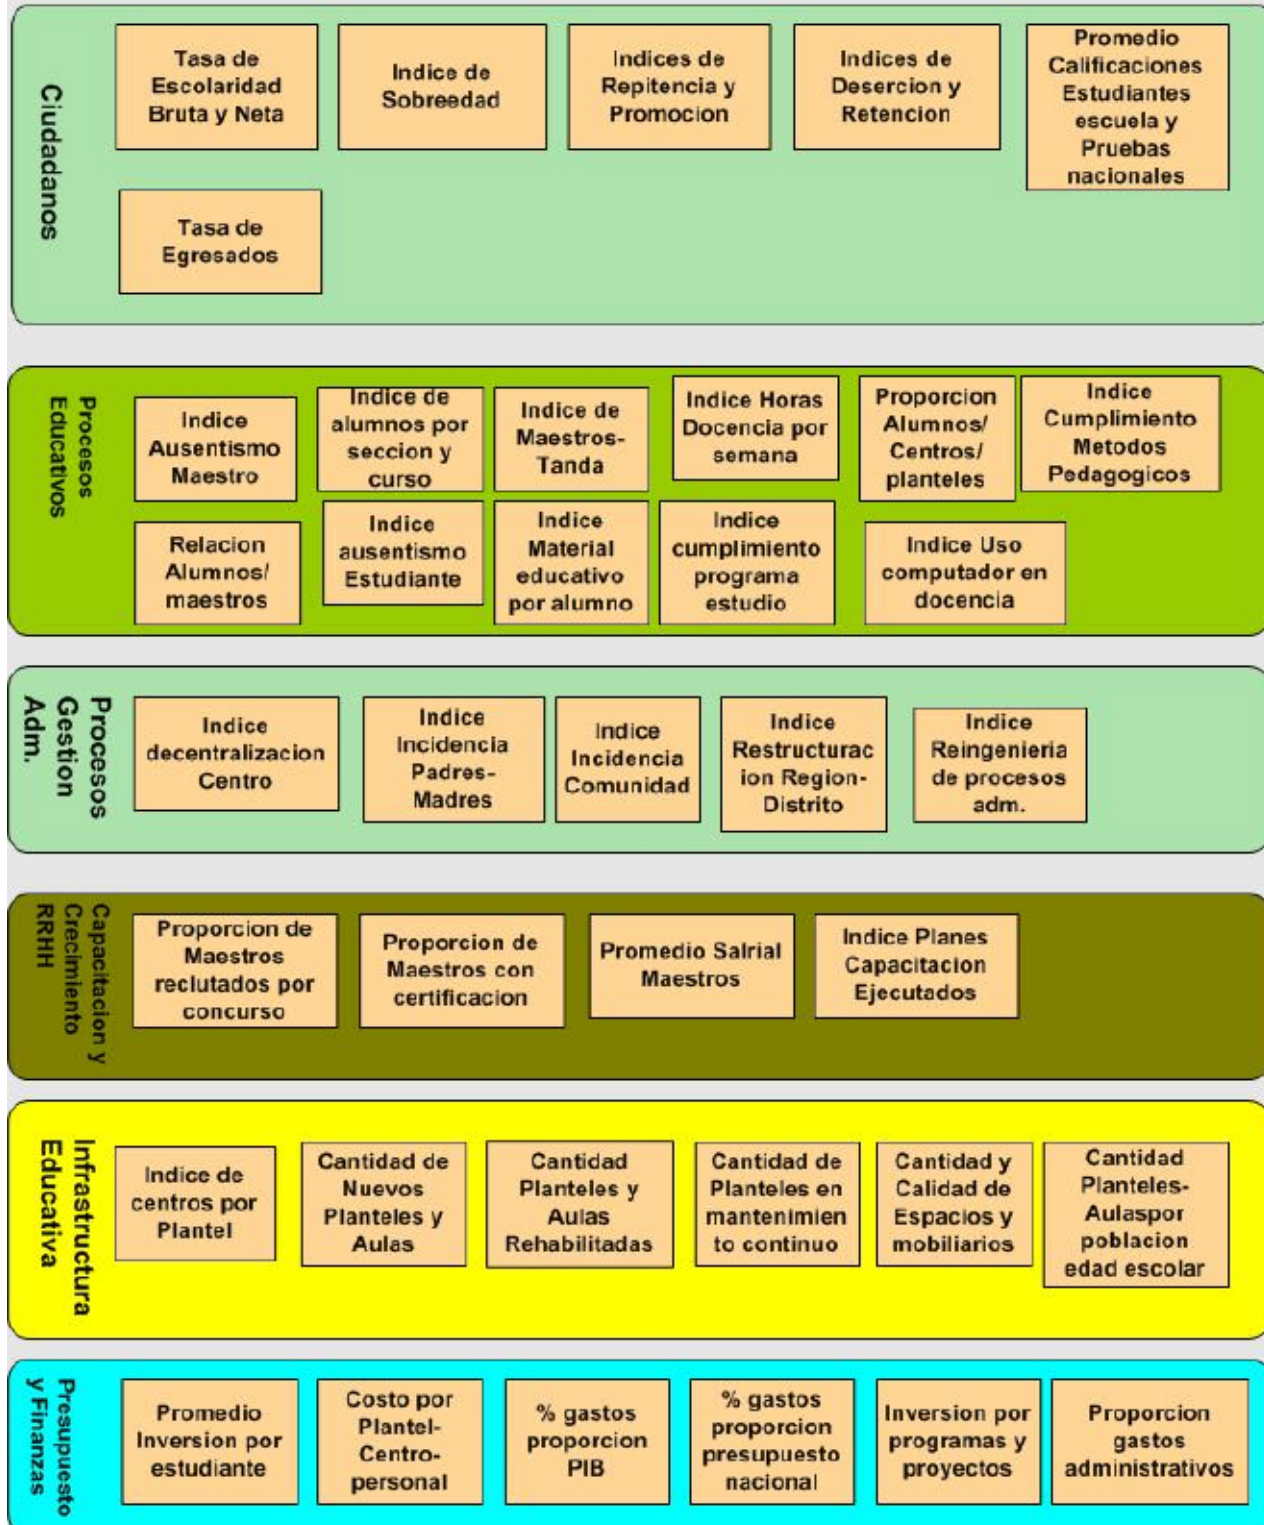 Ciudadanos
Tasa de
Escolaridad
Bruta y Neta
Indice de
Sobreedad
Indices de
Repitencia y
Promocion
Indices de
Desercion y
Retencion
Promedio
Calificaciones
Estudiantes
escuela y
Pruebas
nacionales
Tasa de
Egresados
Procesos
Educativos
Indice
Ausentismo
Maestro
Indice de
alumnos por
seccion y
curso
Indice de
Maestros-
Tanda
Indice Horas
Docencia por
semana
Proporcion
Alumnos/
Centros/
planteles
Indice
Cumplimiento
Metodos
Pedagogicos
Relacion
Alumnos/
maestros
Indice
ausentismo
Estudiante
Indice
Material
educativo
por alumno
Indice
cumplimiento
programa
estudio
Indice Uso
computador en
docencia
Procesos
Gestion
Adm.
Indice
decentralizacion
Centro
Indice
Incidencia
Padres-
Madres
Indice
Incidencia
Comunidad
Indice
Restructurac
ion Region-
Distrito
Indice
Reingenieria
de procesos
adm.
Capacitacion y
Crecimiento
RRHH
Proporcion de
Maestros
reclutados por
concurso
Proporcion de
Maestros con
certificacion
Promedio Salrial
Maestros
Indice Planes
Capacitacion
Ejecutados
Infrastructura
Educativa
Indice de
centros por
Plantel
Cantidad de
Nuevos
Planteles y
Aulas
Cantidad
Planteles y
Aulas
Rehabilitadas
Cantidad de
Planteles en
mantenimien
to continuo
Cantidad y
Calidad de
Espacios y
mobiliarios
Cantidad
Planteles-
Aulaspor
poblacion
edad escolar
Presupuesto
y Finanzas
Promedio
Inversion por
estudiante
Costo por
Plantel-
Centro-
personal
% gastos
proporcion
PIB
% gastos
proporcion
presupuesto
nacional
Inversion por
programas y
proyectos
Proporcion
gastos
administrativos